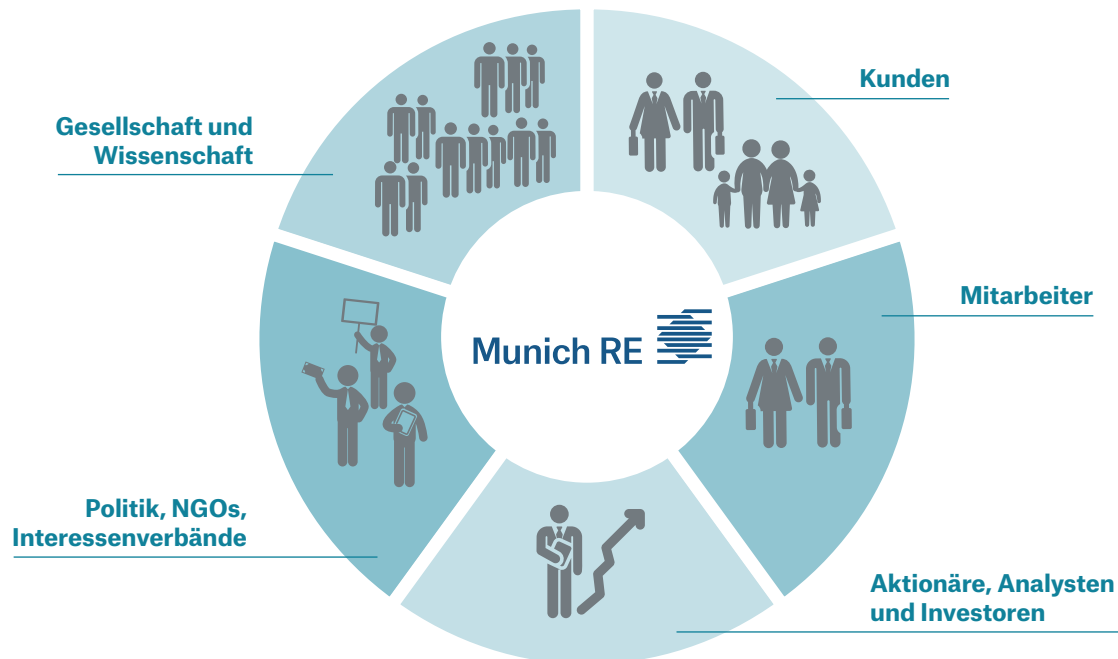 Kunden
Gesellschaft und
Wissenschaft
Mitarbeiter
Munich RE
Politik, NGOs,
Interessenverbände
Aktionäre, Analysten
und Investoren